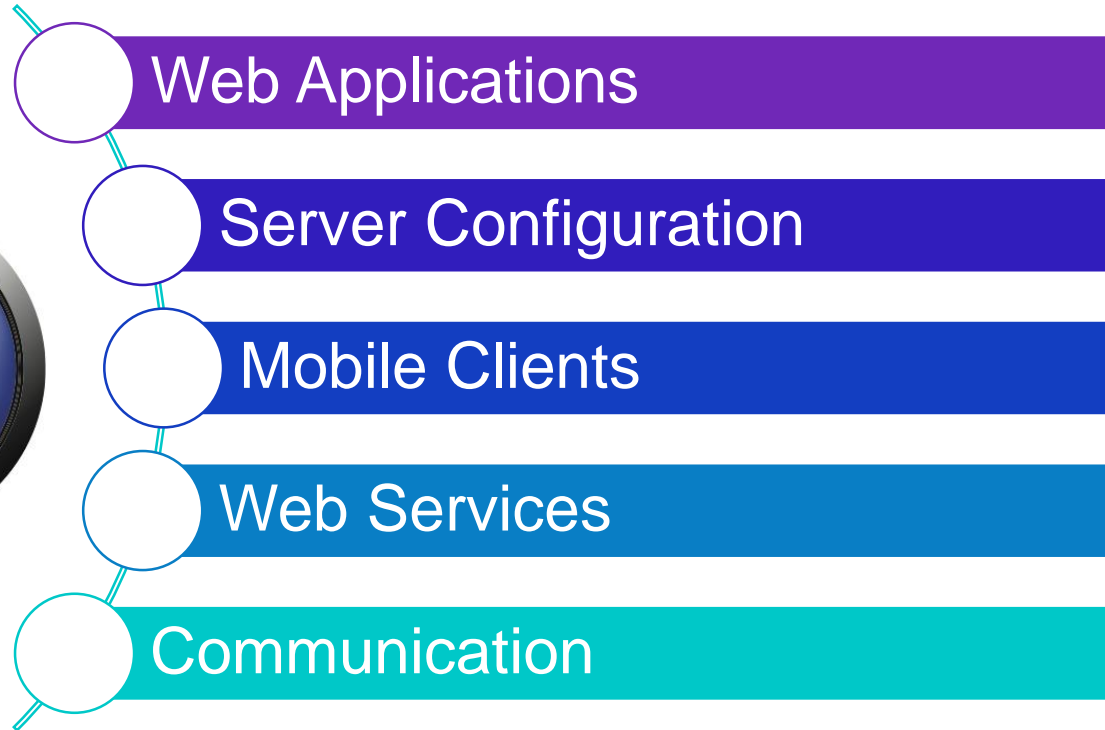 Web Applications
Server Configuration
Mobile Clients
Web Services
Communication